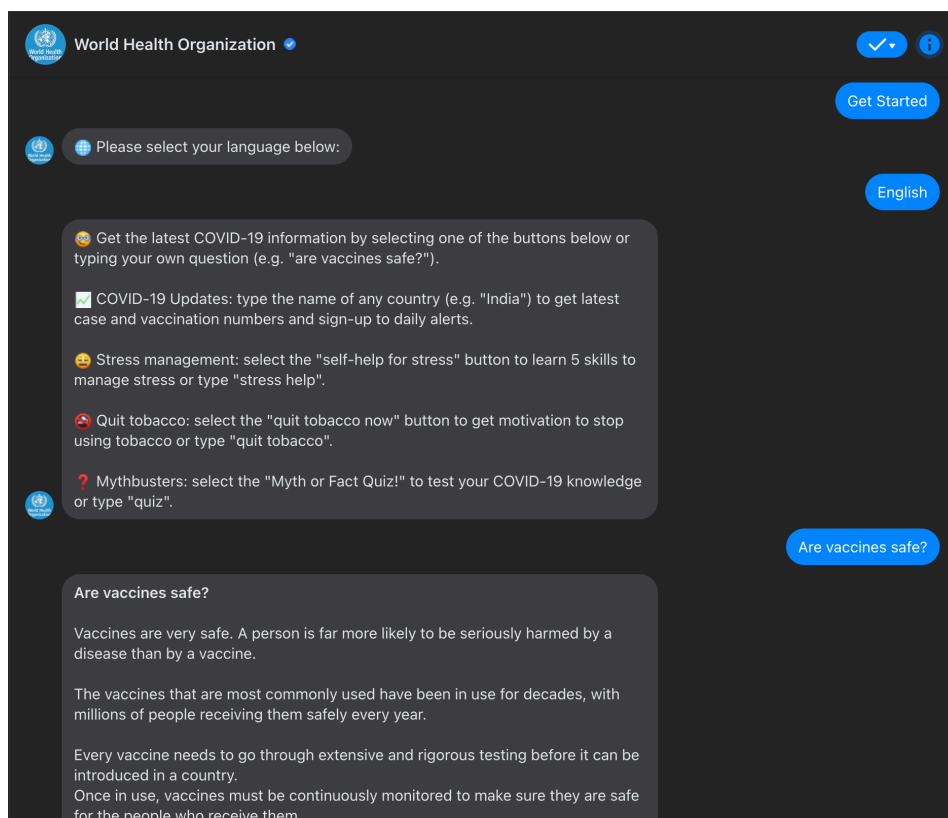 World Health Organization
Get Started
Please select your language below:
English
Get the latest COVID-19 information by selecting one of the buttons below or
typing your own question (e.g. "are vaccines safe?").
COVID-19 Updates: type the name of any country (e.g. "India") to get latest
case and vaccination numbers and sign-up to daily alerts.
Stress management: select the "self-help for stress" button to learn 5 skills to
manage stress or type "stress help".
Quit tobacco: select the "quit tobacco now" button to get motivation to stop
using tobacco or type "quit tobacco".
Mythbusters: select the "Myth or Fact Quiz!" to test your COVID-19 knowledge
or type "quiz".
Are vaccines safe?
Are vaccines safe?
Vaccines are very safe. A person is far more likely to be seriously harmed by a
disease than by a vaccine.
The vaccines that are most commonly used have been in use for decades, with
millions of people receiving them safely every year.
Every vaccine needs to go through extensive and rigorous testing before it can be
introduced in a country.
Once in use, vaccines must be continuously monitored to make sure they are safe
for the people who receive them.